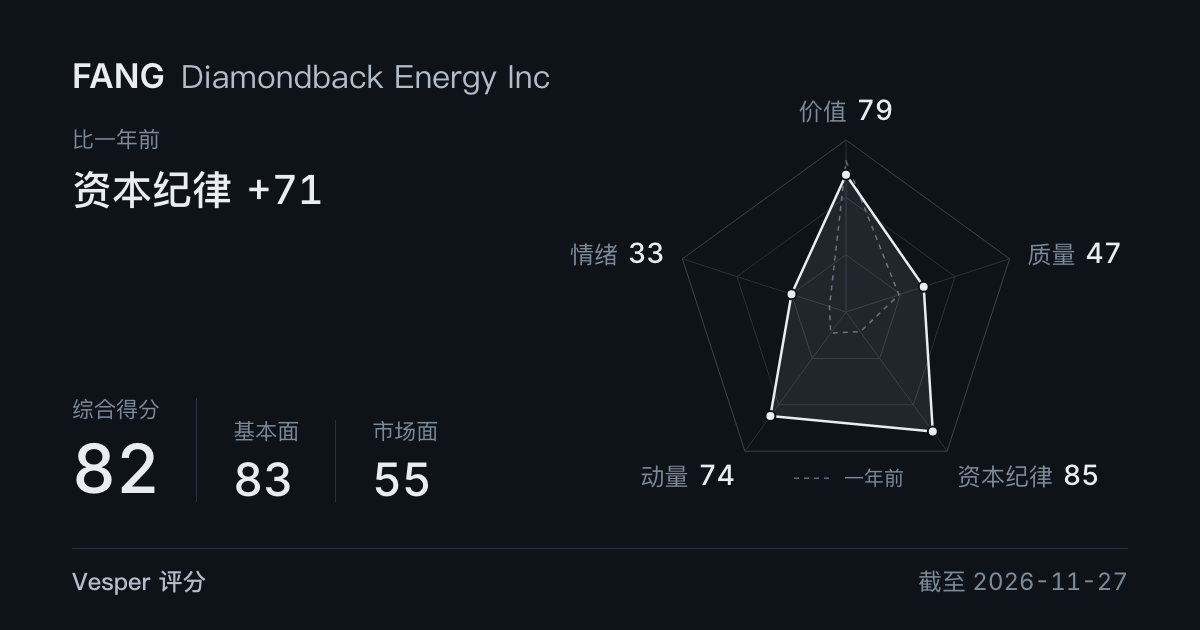 FANG Diamondback Energy Inc
比一年前
资本纪律 +71
价值 79
情绪 33
质量 47
动量 74
---- 一年前
资本纪律 85
综合得分
82
基本面
83
市场面
55
Vesper 评分
截至 2026-11-27